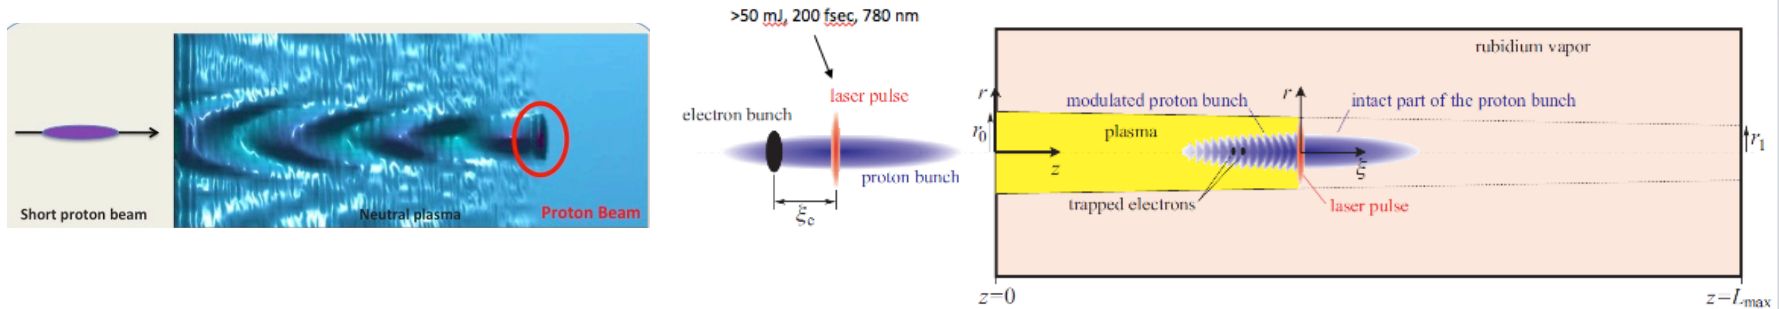 Short proton beam
Neutral plasma
Proton Beam
>50 mJ, 200 fsec, 780 nm
laser pulse
electron bunch
proton bunch
ξe
rubidium vapor
r
r
modulated proton bunch
intact part of the proton bunch
r0
plasma
r1
z
ξ
trapped electrons
laser pulse
z=0
z=Lmax